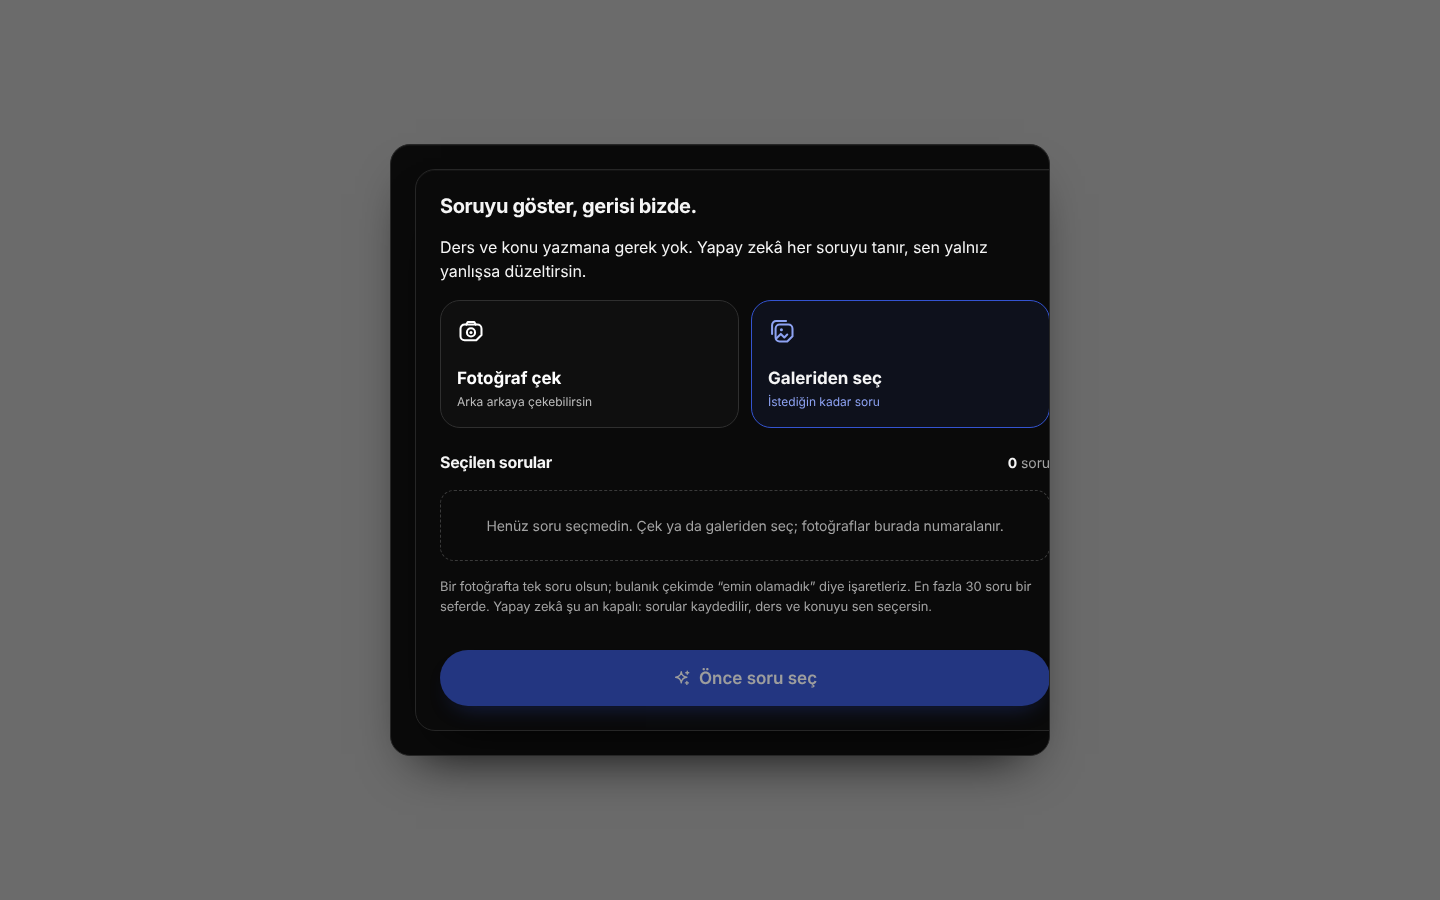 Soruyu göster, gerisi bizde.
Ders ve konu yazmana gerek yok. Yapay zekâ her soruyu tanır, sen yalnız
yanlışsa düzeltirsin.
Fotoğraf çek
Arka arkaya çekebilirsin
Galeriden seç
İstediğin kadar soru
Seçilen sorular
0 soru
Henüz soru seçmedin. Çek ya da galeriden seç; fotoğraflar burada numaralanır.
Bir fotoğrafta tek soru olsun; bulanık çekimde “emin olamadık” diye işaretleriz. En fazla 30 soru bir
seferde. Yapay zekâ şu an kapalı: sorular kaydedilir, ders ve konuyu sen seçersin.
Önce soru seç